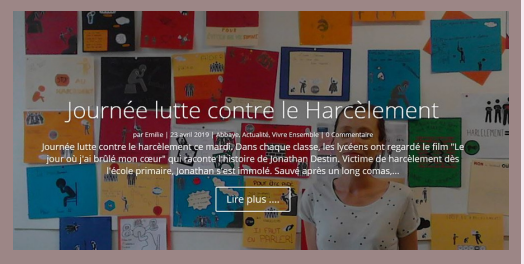 Journée lutte contre le Harcèlement
par Emilie | 23 avril 2019 | Abbaye, Actualité, Vivre Ensemble | 0 Commentaire
Journée lutte contre le harcèlement ce mardi. Dans chaque classe, les lycéens ont regardé le film "Le
jour où j'ai brûlé mon cœur" qui raconte l'histoire de Jonathan Destin. Victime de harcèlement dès
l'école primaire, Jonathan s'est immolé. Sauvé après un long comas,...
Lire plus ....